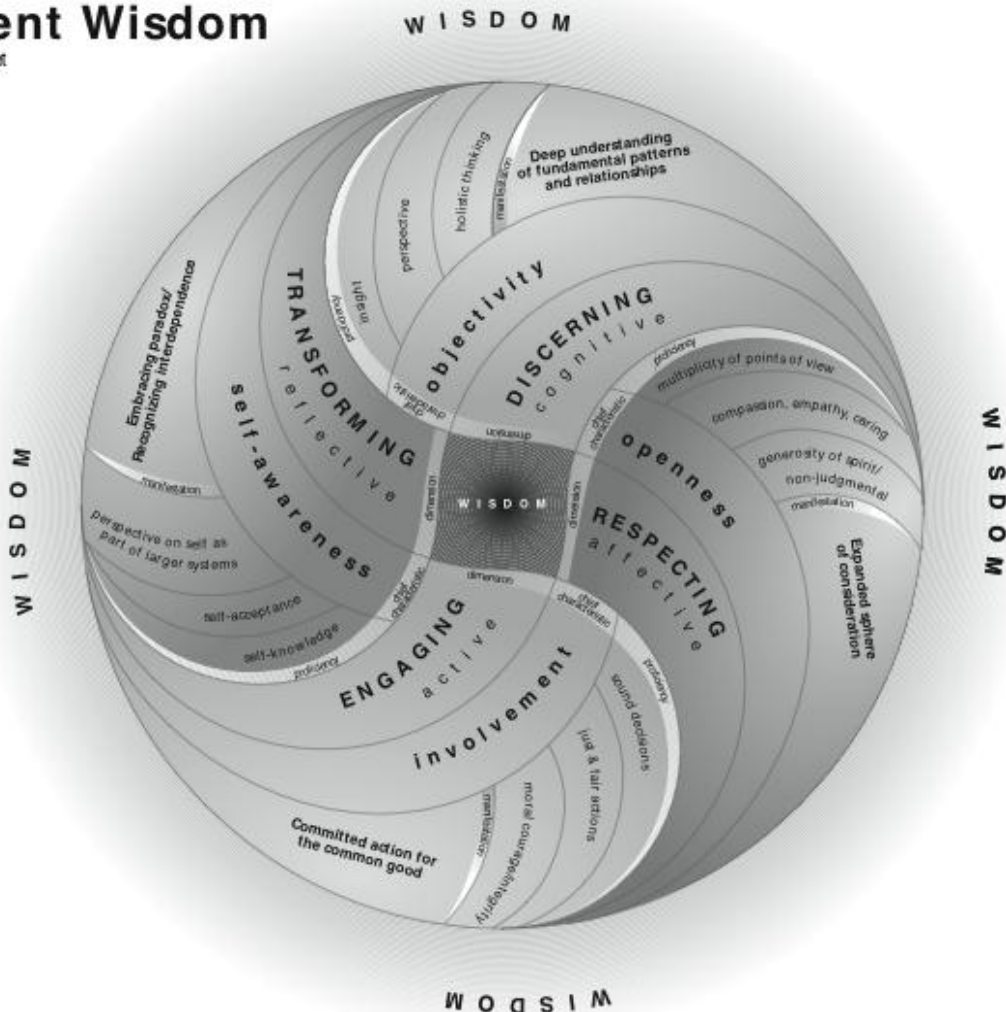 ent Wisdom
WISDOM
Deep understanding
of fundamental patterns
and relationships
manifestation
holistic thinking
perspective
insight
proficiency
objectivity
chief
characteristic
DISCERNING
cognitive
dimension
proficiency
multiplicity of points of view
compassion, empathy, caring
generosity of spirit/
non-judgmental
manifestation
Expanded sphere
of consideration
openness
chief
characteristic
RESPECTING
affective
dimension
WISDOM
WISDOM
Embracing paradox/
Recognizing interdependence
manifestation
TRANSFORMING
reflective
dimension
self-awareness
chief
characteristic
perspective on self as
part of larger systems
self-acceptance
self-knowledge
proficiency
WISDOM
dimension
ENGAGING
active
involvement
chief
characteristic
proficiency
sound decisions
just & fair actions
moral courage/integrity
manifestation
Committed action for
the common good
WISDOM